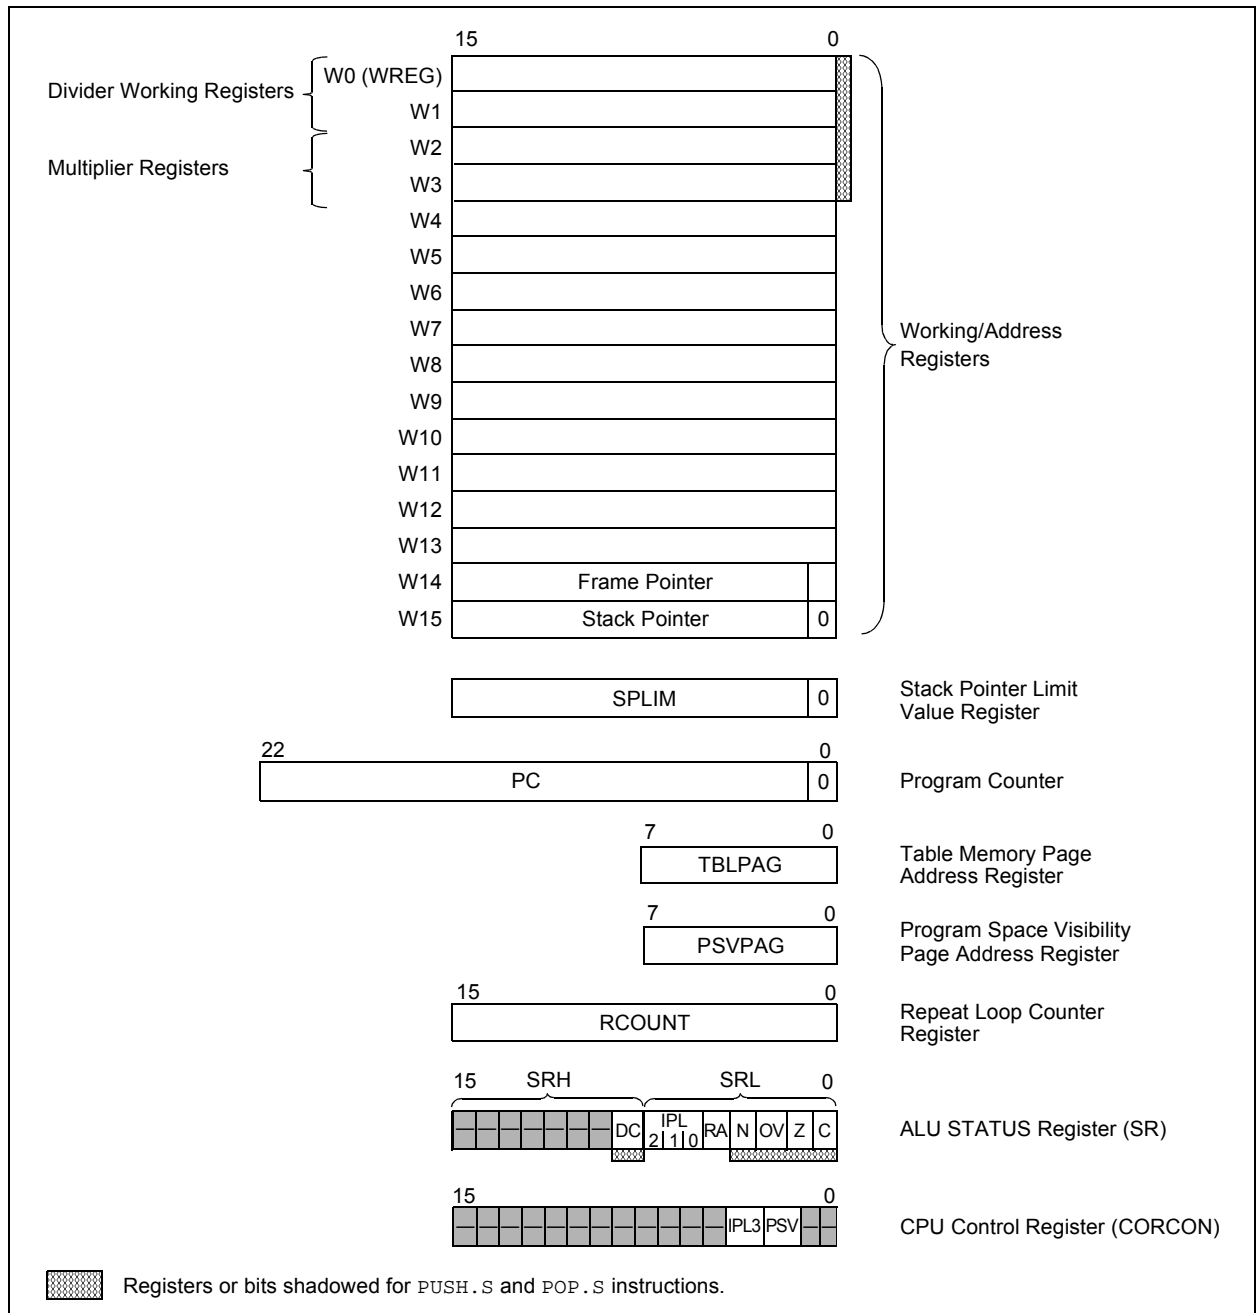 15 0
Divider Working Registers
W0 (WREG)
W1
Multiplier Registers
W2
W3
W4
W5
W6
W7
W8
W9
W10
W11
W12
W13
W14 Frame Pointer
W15 Stack Pointer 0
Working/Address
Registers
SPLIM 0
Stack Pointer Limit
Value Register
22 0
PC 0
Program Counter
7 0
TBLPAG
Table Memory Page
Address Register
7 0
PSVPAG
Program Space Visibility
Page Address Register
15 0
RCOUNT
Repeat Loop Counter
Register
15 SRH SRL 0
— — — — — — — DC IPL RA N OV Z C
2 1 0
ALU STATUS Register (SR)
15 0
— — — — — — — — — — — — IPL3 PSV — —
CPU Control Register (CORCON)
Registers or bits shadowed for PUSH.S and POP.S instructions.